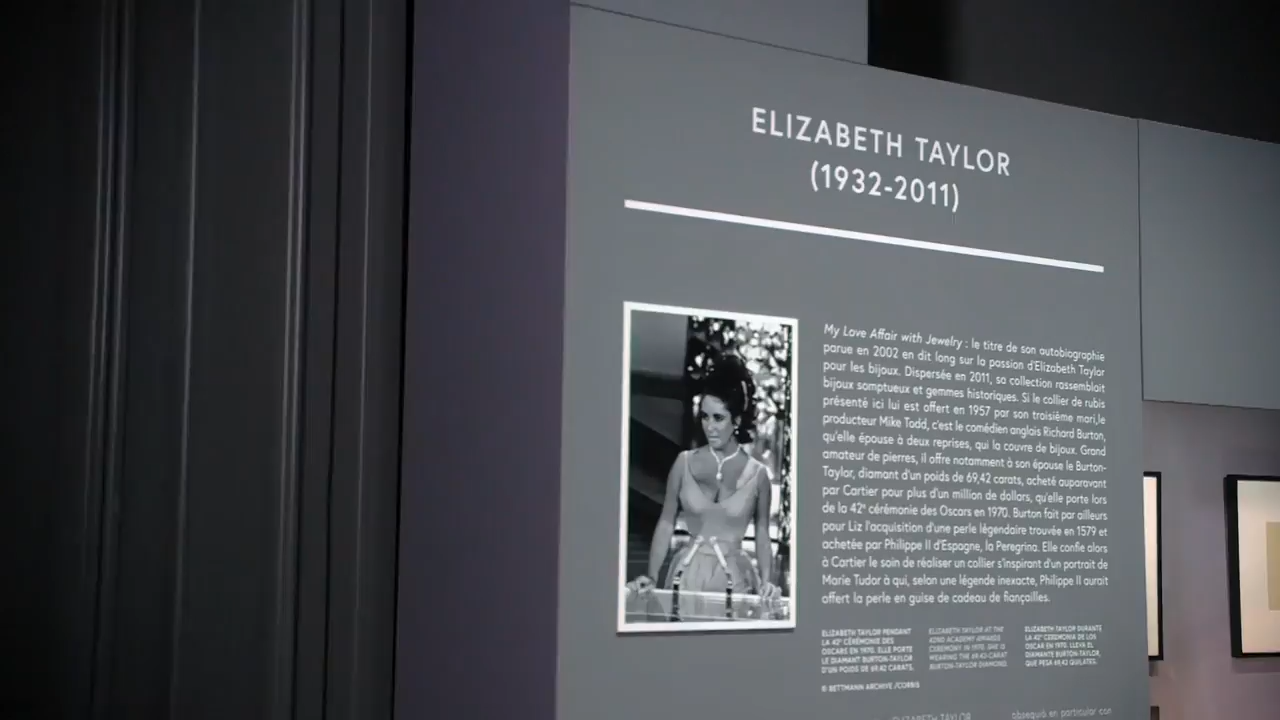 ELIZABETH TAYLOR
(1932-2011)
My Love Affair with Jewelry : le titre de son autobiographie
parue en 2002 en dit long sur la passion d'Elizabeth Taylor
pour les bijoux. Dispersée en 2011, sa collection rassemblait
bijoux somptueux et gemmes historiques. Si le collier de rubis
présenté ici lui est offert en 1957 par son troisième mari,le
producteur Mike Todd, c'est le comédien anglais Richard Burton,
qu'elle épouse à deux reprises, qui la couvre de bijoux. Grand
amateur de pierres, il offre notamment à son épouse le Burton-
Taylor, diamant d'un poids de 69,42 carats, acheté auparavant
par Cartier pour plus d'un million de dollars, qu'elle porte lors
de la 42e cérémonie des Oscars en 1970. Burton fait par ailleurs
pour Liz l'acquisition d'une perle légendaire trouvée en 1579 et
achetée par Philippe II d'Espagne, la Peregrina. Elle confie alors
à Cartier le soin de réaliser un collier s'inspirant d'un portrait de
Marie Tudor à qui, selon une légende inexacte, Philippe II aurait
offert la perle en guise de cadeau de fiançailles.
ELIZABETH TAYLOR PENDANT
LA 42e CÉRÉMONIE DES
OSCARS EN 1970. ELLE PORTE
LE DIAMANT BURTON-TAYLOR
D'UN POIDS DE 69,42 CARATS.
ELIZABETH TAYLOR AT THE
42ND ACADEMY AWARDS
CEREMONY IN 1970. SHE IS
WEARING THE 69.42-CARAT
BURTON-TAYLOR DIAMOND.
ELIZABETH TAYLOR DURANTE
LA 42a CEREMONIA DE LOS
OSCAR EN 1970. LLEVA EL
DIAMANTE BURTON-TAYLOR,
QUE PESA 69,42 QUILATES.
© BETTMANN ARCHIVE /CORBIS
ELIZABETH TAYLOR
obsequió en particular con